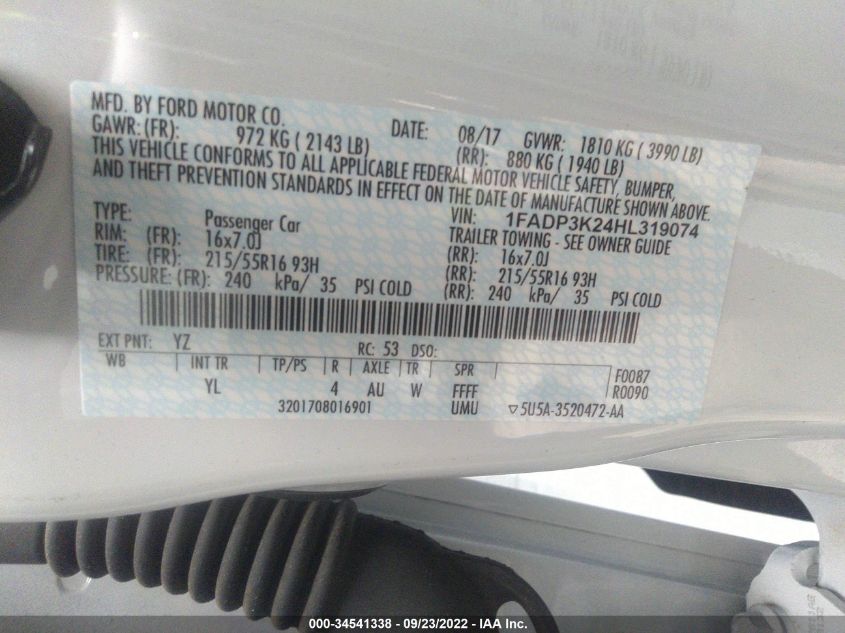 MFD. BY FORD MOTOR CO.
DATE: 08/17 GVWR: 1810 KG ( 3990 LB)
GAWR: (FR): 972 KG ( 2143 LB) (RR): 880 KG ( 1940 LB)
THIS VEHICLE CONFORMS TO ALL APPLICABLE FEDERAL MOTOR VEHICLE SAFETY, BUMPER,
AND THEFT PREVENTION STANDARDS IN EFFECT ON THE DATE OF MANUFACTURE SHOWN ABOVE.
VIN: 1FADP3K24HL319074
TYPE: Passenger Car TRAILER TOWING - SEE OWNER GUIDE
RIM: (FR): 16x7.0J (RR): 16x7.0J
TIRE: (FR): 215/55R16 93H (RR): 215/55R16 93H
PRESSURE: (FR): 240 kPa/ 35 PSI COLD (RR): 240 kPa/ 35 PSI COLD
EXT PNT: YZ RC: 53 DSO:
WB INT TR TP/PS R AXLE TR SPR F0087
YL 4 AU W FFFF R0090
3201708016901 UMU ▽5U5A-3520472-AA
000-34541338 - 09/23/2022 - IAA Inc.